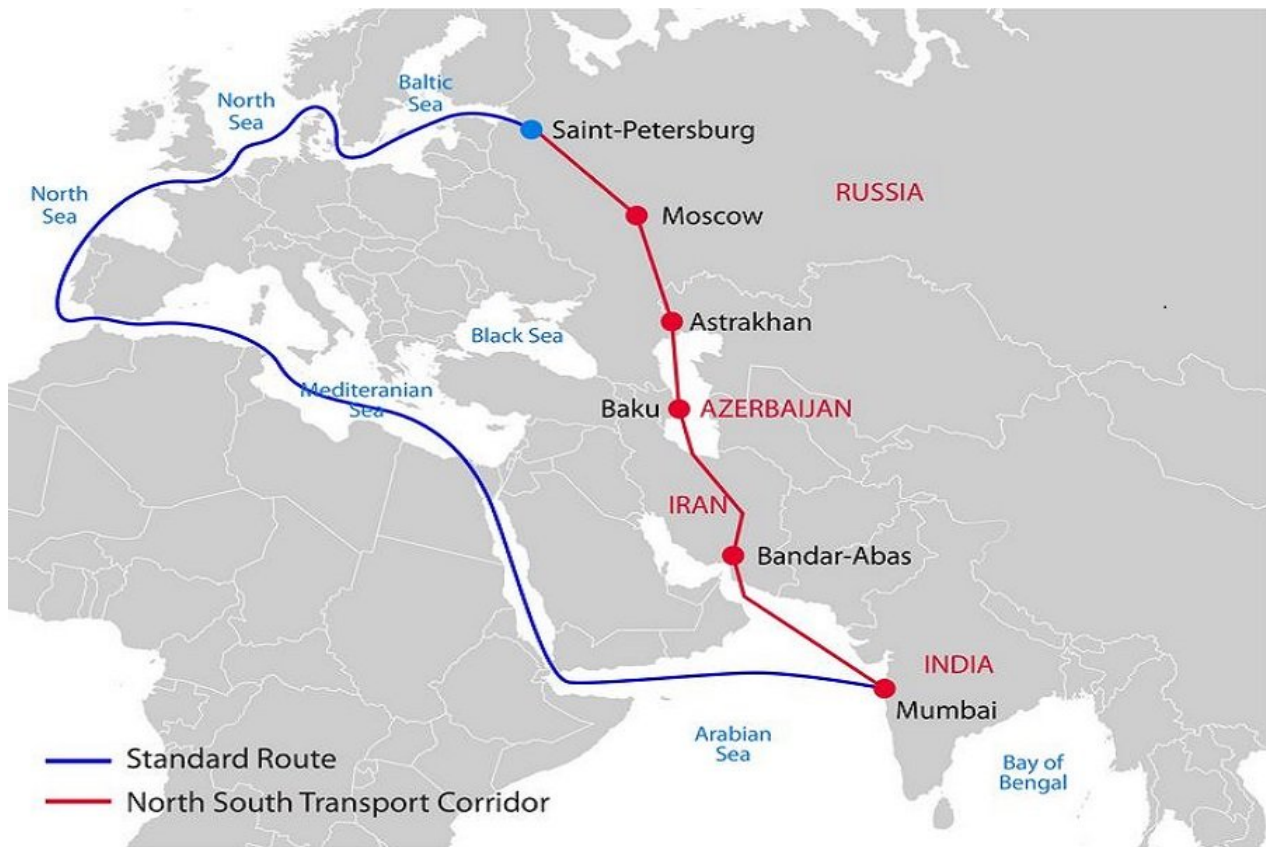 Baltic
Sea
North
Sea
Saint-Petersburg
North
Sea
RUSSIA
Moscow
Astrakhan
Black Sea
Mediteranian
Sea
Baku
AZERBAIJAN
IRAN
Bandar-Abas
INDIA
Mumbai
Arabian
Sea
Bay of
Bengal
Standard Route
North South Transport Corridor